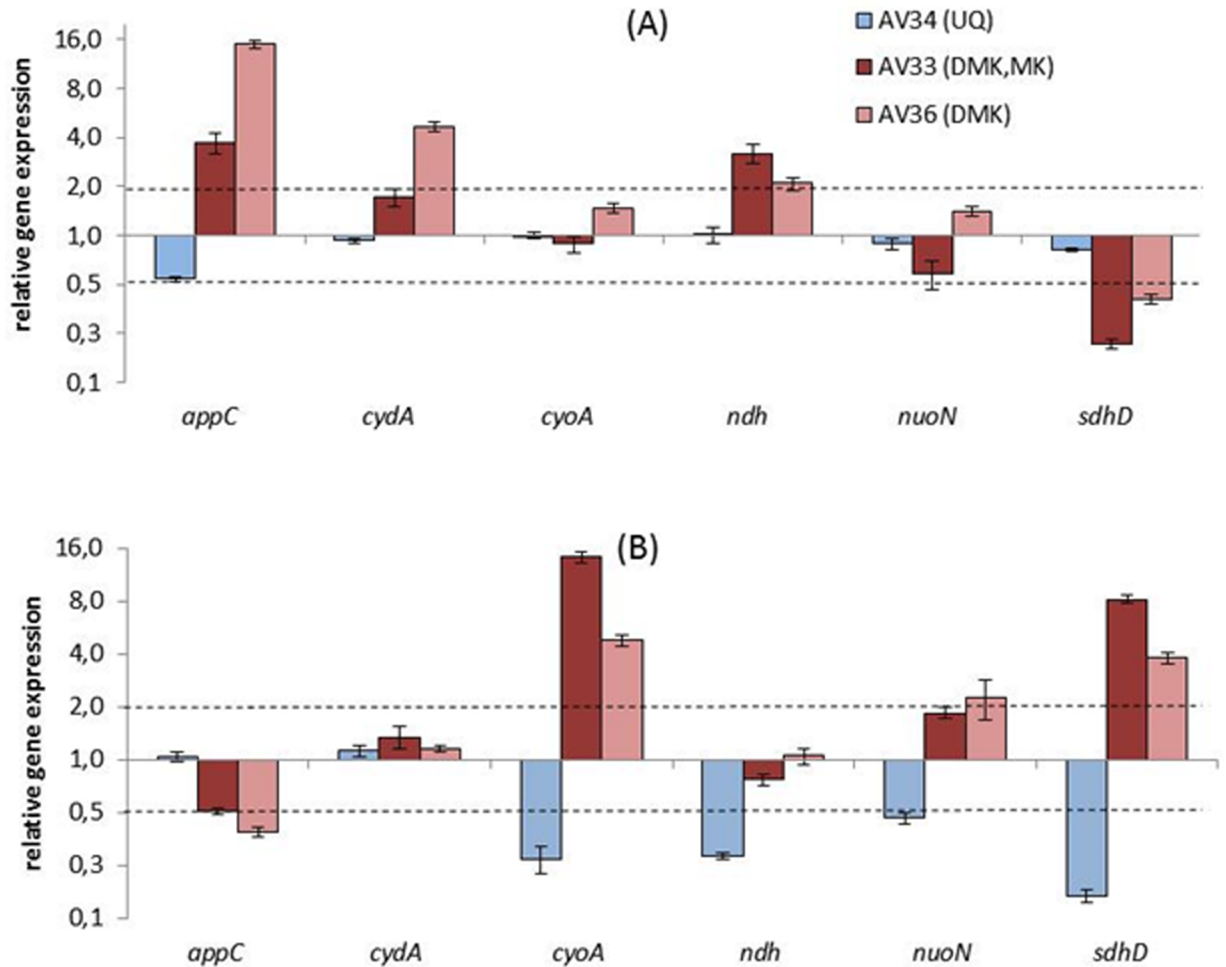 (A)
AV34 (UQ)
AV33 (DMK,MK)
AV36 (DMK)
relative gene expression
16,0
8,0
4,0
2,0
1,0
0,5
0,3
0,1
appC cydA cyoA ndh nuoN sdhD
(B)
relative gene expression
16,0
8,0
4,0
2,0
1,0
0,5
0,3
0,1
appC cydA cyoA ndh nuoN sdhD